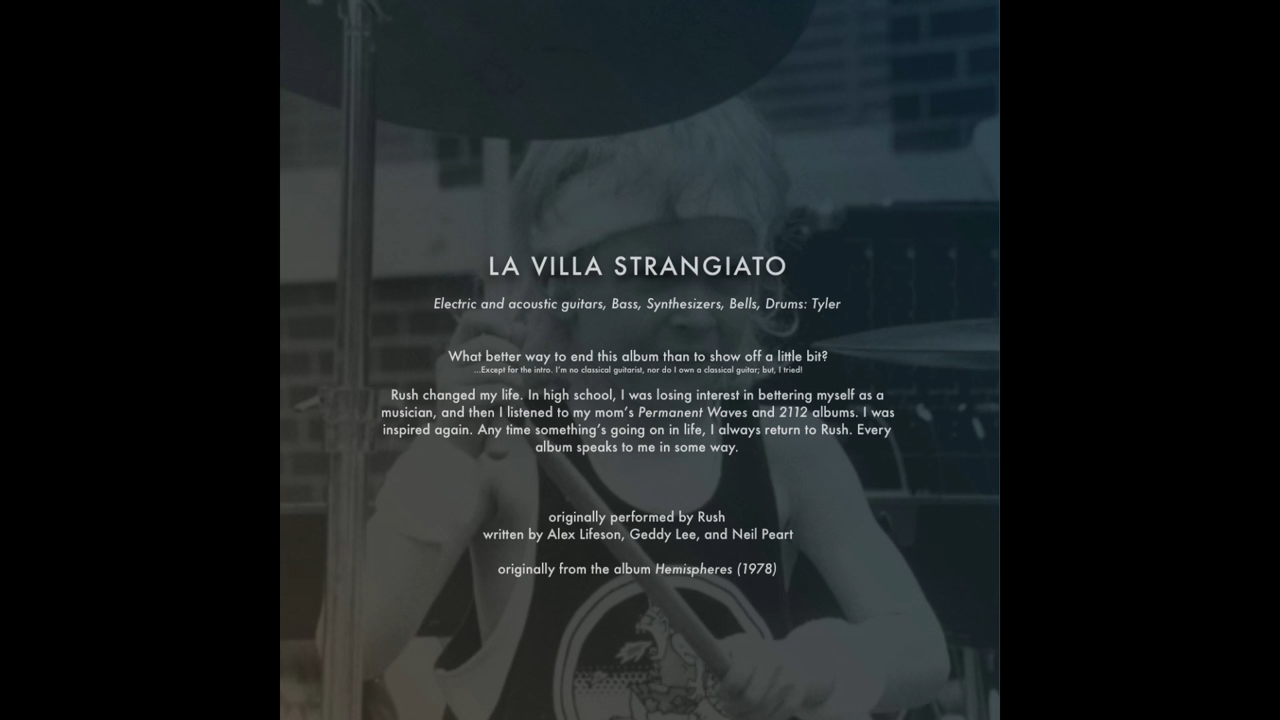 LA VILLA STRANGIATO
Electric and acoustic guitars, Bass, Synthesizers, Bells, Drums: Tyler
What better way to end this album than to show off a little bit?
...Except for the intro. I'm no classical guitarist, nor do I own a classical guitar; but, I tried!
Rush changed my life. In high school, I was losing interest in bettering myself as a
musician, and then I listened to my mom's Permanent Waves and 2112 albums. I was
inspired again. Any time something's going on in life, I always return to Rush. Every
album speaks to me in some way.
originally performed by Rush
written by Alex Lifeson, Geddy Lee, and Neil Peart
originally from the album Hemispheres (1978)